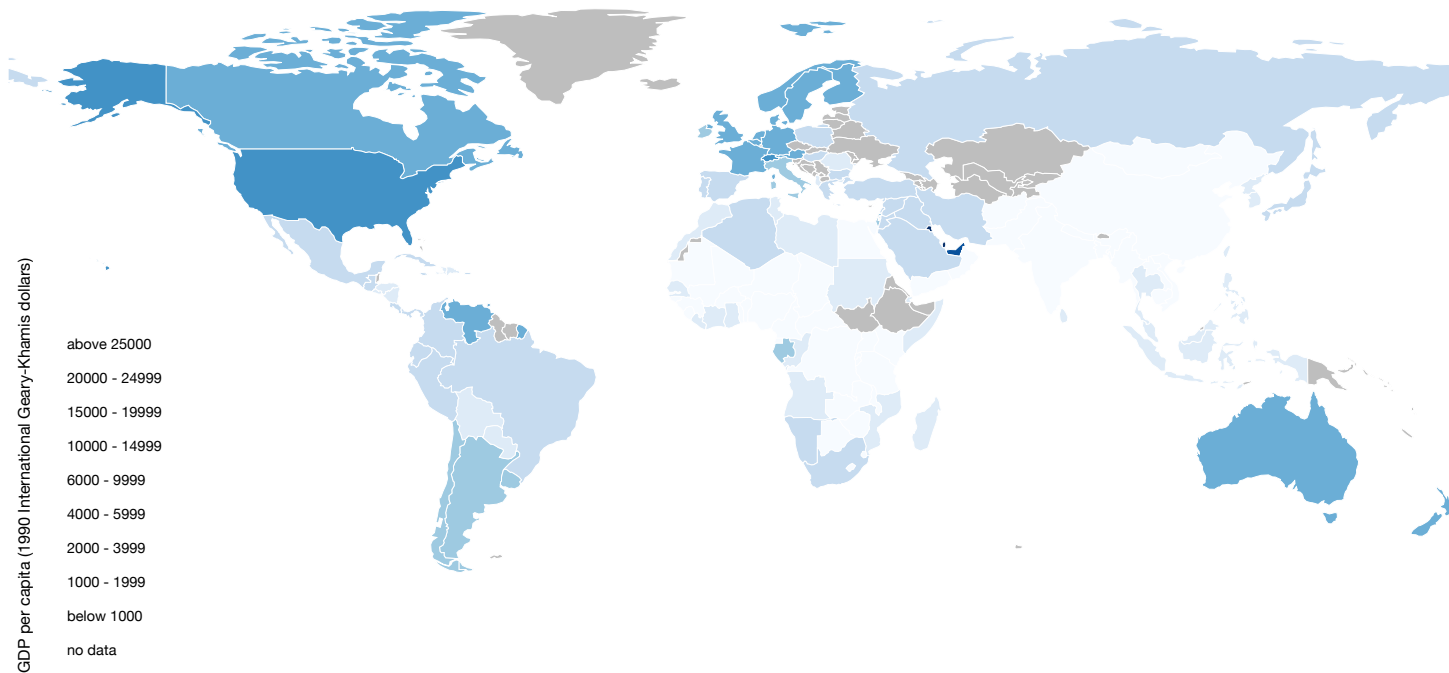 GDP per capita (1990 International Geary-Khamis dollars)
above 25000
20000 - 24999
15000 - 19999
10000 - 14999
6000 - 9999
4000 - 5999
2000 - 3999
1000 - 1999
below 1000
no data